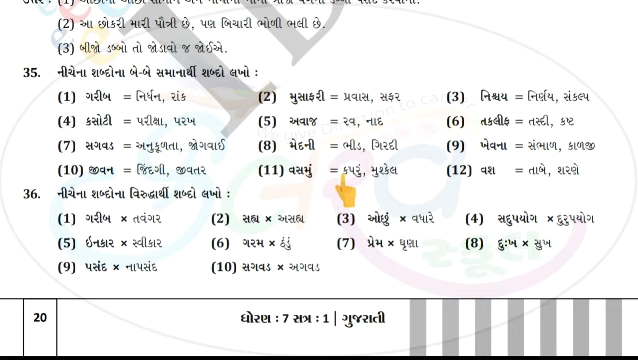 (2) આ છોકરી મારી પૌત્રી છે, પણ બિચારી ભોળી ભલી છે.
(3) બીજો ડબ્બો તો જોડાવો જ જોઈએ.
35. નીચેના શબ્દોના બે-બે સમાનાર્થી શબ્દો લખો :
(1) ગરીબ = નિર્ધન, રાંક (2) મુસાફરી = પ્રવાસ, સફર (3) નિશ્ચય = નિર્ણય, સંકલ્પ
(4) કસોટી = પરીક્ષા, પરખ (5) અવાજ = રવ, નાદ (6) તકલીફ = તસ્દી, કષ્ટ
(7) સગવડ = અનુકૂળતા, જોગવાઈ (8) મેદની = ભીડ, ગિરદી (9) ખેવના = સંભાળ, કાળજી
(10) જીવન = જિંદગી, જીવતર (11) વસમું = કપરું, મુશ્કેલ (12) વશ = તાબે, શરણે
36. નીચેના શબ્દોના વિરુદ્ધાર્થી શબ્દો લખો :
(1) ગરીબ × તવંગર (2) સહ્ય × અસહ્ય (3) ઓછું × વધારે (4) સદુપયોગ × દુરુપયોગ
(5) ઇનકાર × સ્વીકાર (6) ગરમ × ઠંડું (7) પ્રેમ × ઘૃણા (8) દુઃખ × સુખ
(9) પસંદ × નાપસંદ (10) સગવડ × અગવડ
20 ધોરણ : 7 સત્ર : 1 | ગુજરાતી